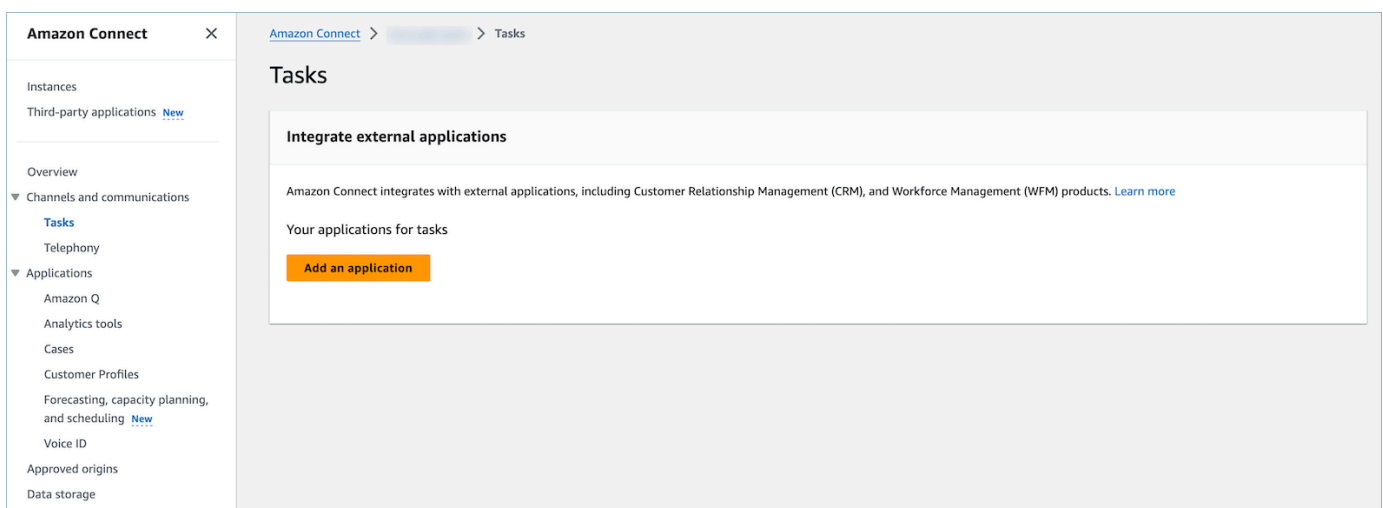 Amazon Connect
Instances
Third-party applications New
Overview
Channels and communications
Tasks
Telephony
Applications
Amazon Q
Analytics tools
Cases
Customer Profiles
Forecasting, capacity planning,
and scheduling New
Voice ID
Approved origins
Data storage
Amazon Connect > > Tasks
Tasks
Integrate external applications
Amazon Connect integrates with external applications, including Customer Relationship Management (CRM), and Workforce Management (WFM) products. Learn more
Your applications for tasks
Add an application